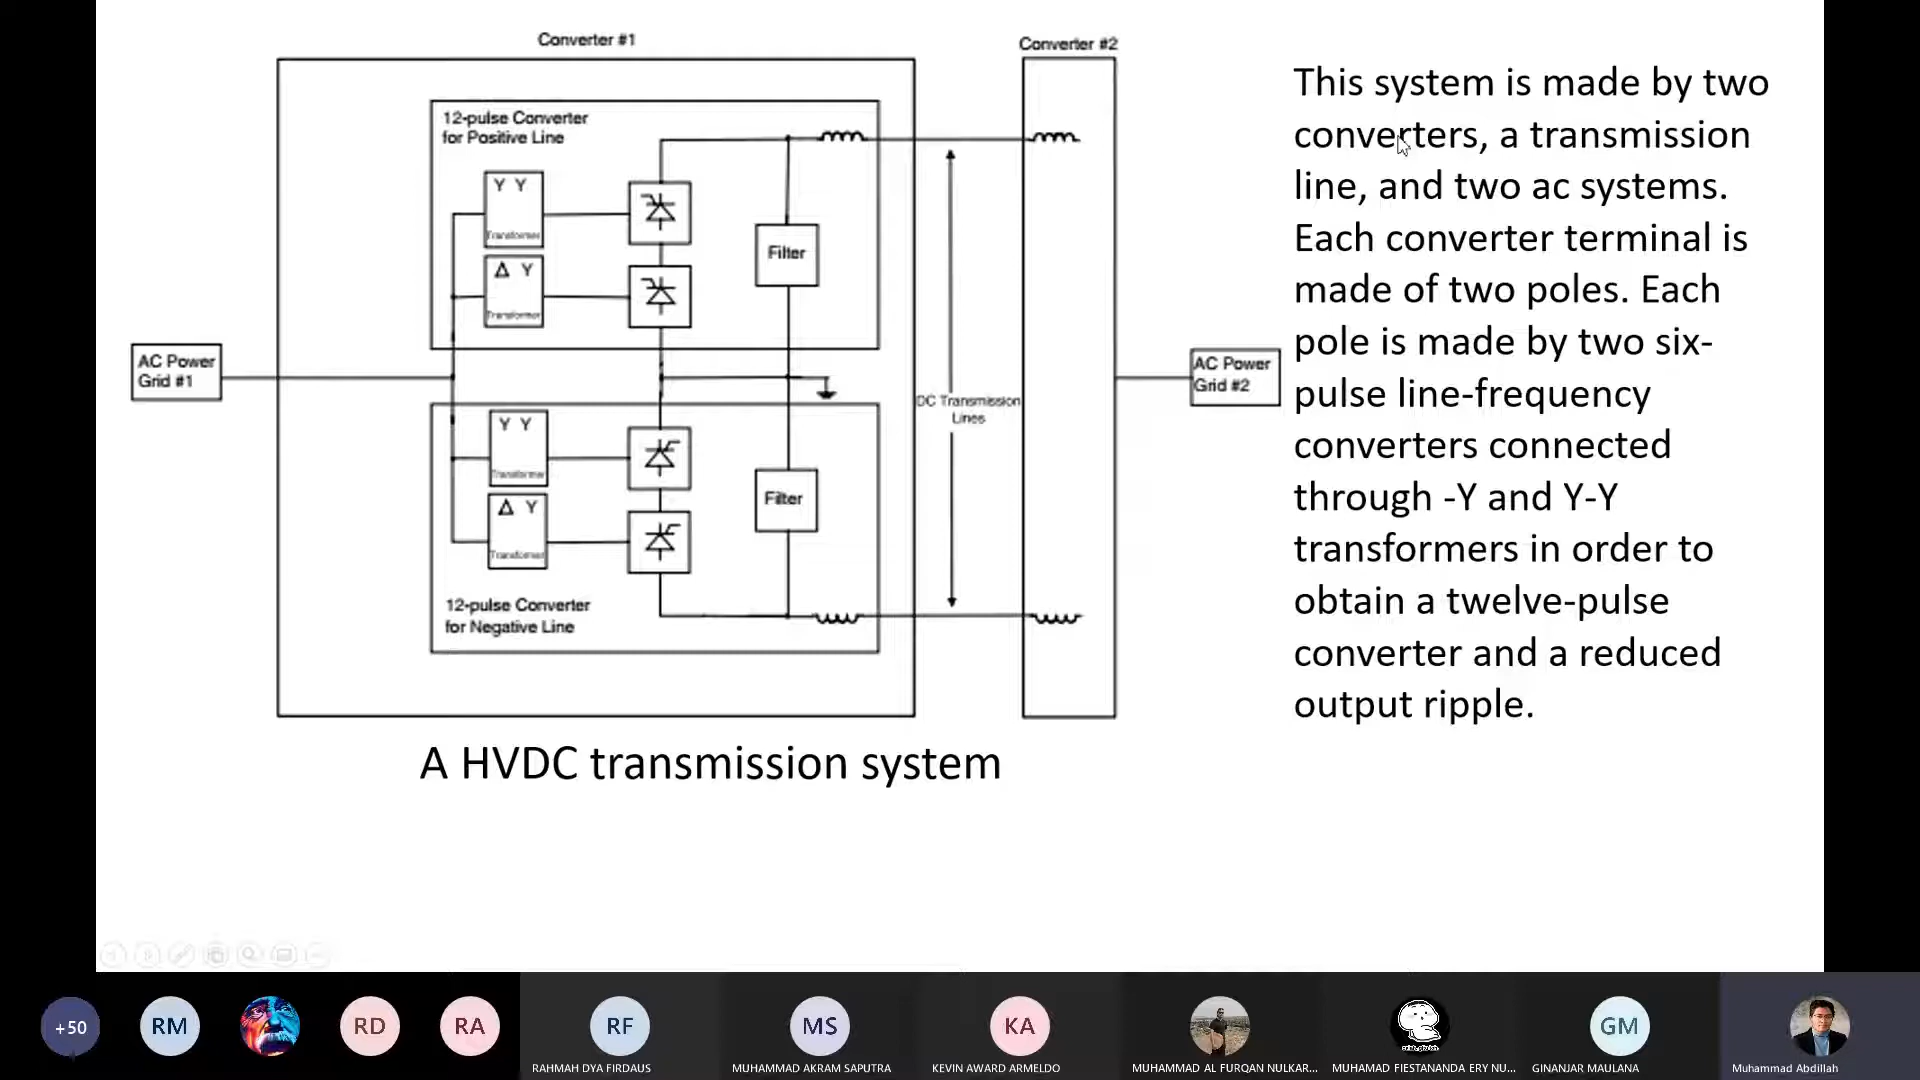 Converter #1
Converter #2
12-pulse Converter
for Positive Line
Y Y
Transformer
Δ Y
Transformer
Filter
AC Power
Grid #1
DC Transmission
Lines
AC Power
Grid #2
Y Y
Transformer
Δ Y
Transformer
Filter
12-pulse Converter
for Negative Line
A HVDC transmission system
This system is made by two
converters, a transmission
line, and two ac systems.
Each converter terminal is
made of two poles. Each
pole is made by two six-
pulse line-frequency
converters connected
through -Y and Y-Y
transformers in order to
obtain a twelve-pulse
converter and a reduced
output ripple.
+50
RM
RD
RA
RF
RAHMAH DYA FIRDAUS
MS
MUHAMMAD AKRAM SAPUTRA
KA
KEVIN AWARD ARMELDO
MUHAMMAD AL FURQAN NULKAR...
MUHAMAD FIESTANANDA ERY NU...
GM
GINANJAR MAULANA
Muhammad Abdillah